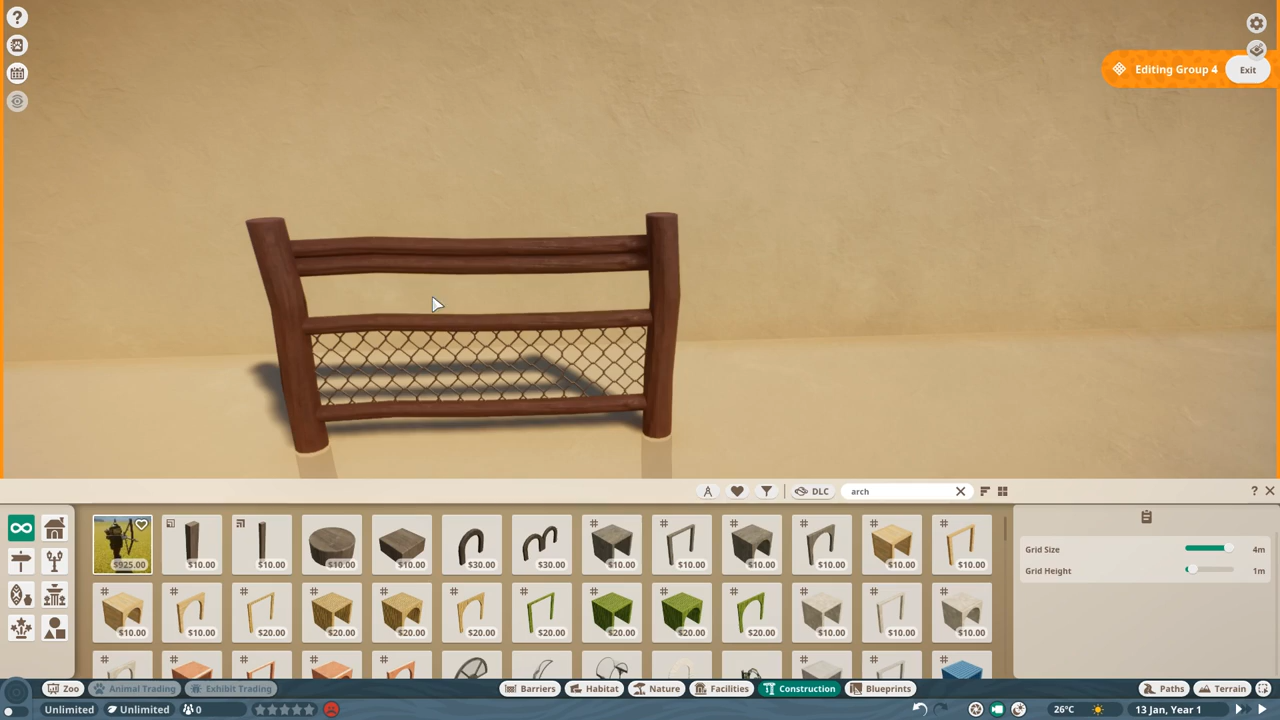 Editing Group 4 Exit
DLC arch
$925.00 $10.00 $10.00 $10.00 $10.00 $30.00 $30.00 $10.00 $10.00 $10.00 $10.00 $10.00 $10.00
Grid Size 4m
Grid Height 1m
$10.00 $10.00 $20.00 $20.00 $20.00 $20.00 $20.00 $20.00 $20.00 $20.00 $10.00 $10.00 $10.00
Zoo Animal Trading Exhibit Trading Barriers Habitat Nature Facilities Construction Blueprints Paths Terrain
Unlimited Unlimited 0 26°C 13 Jan, Year 1